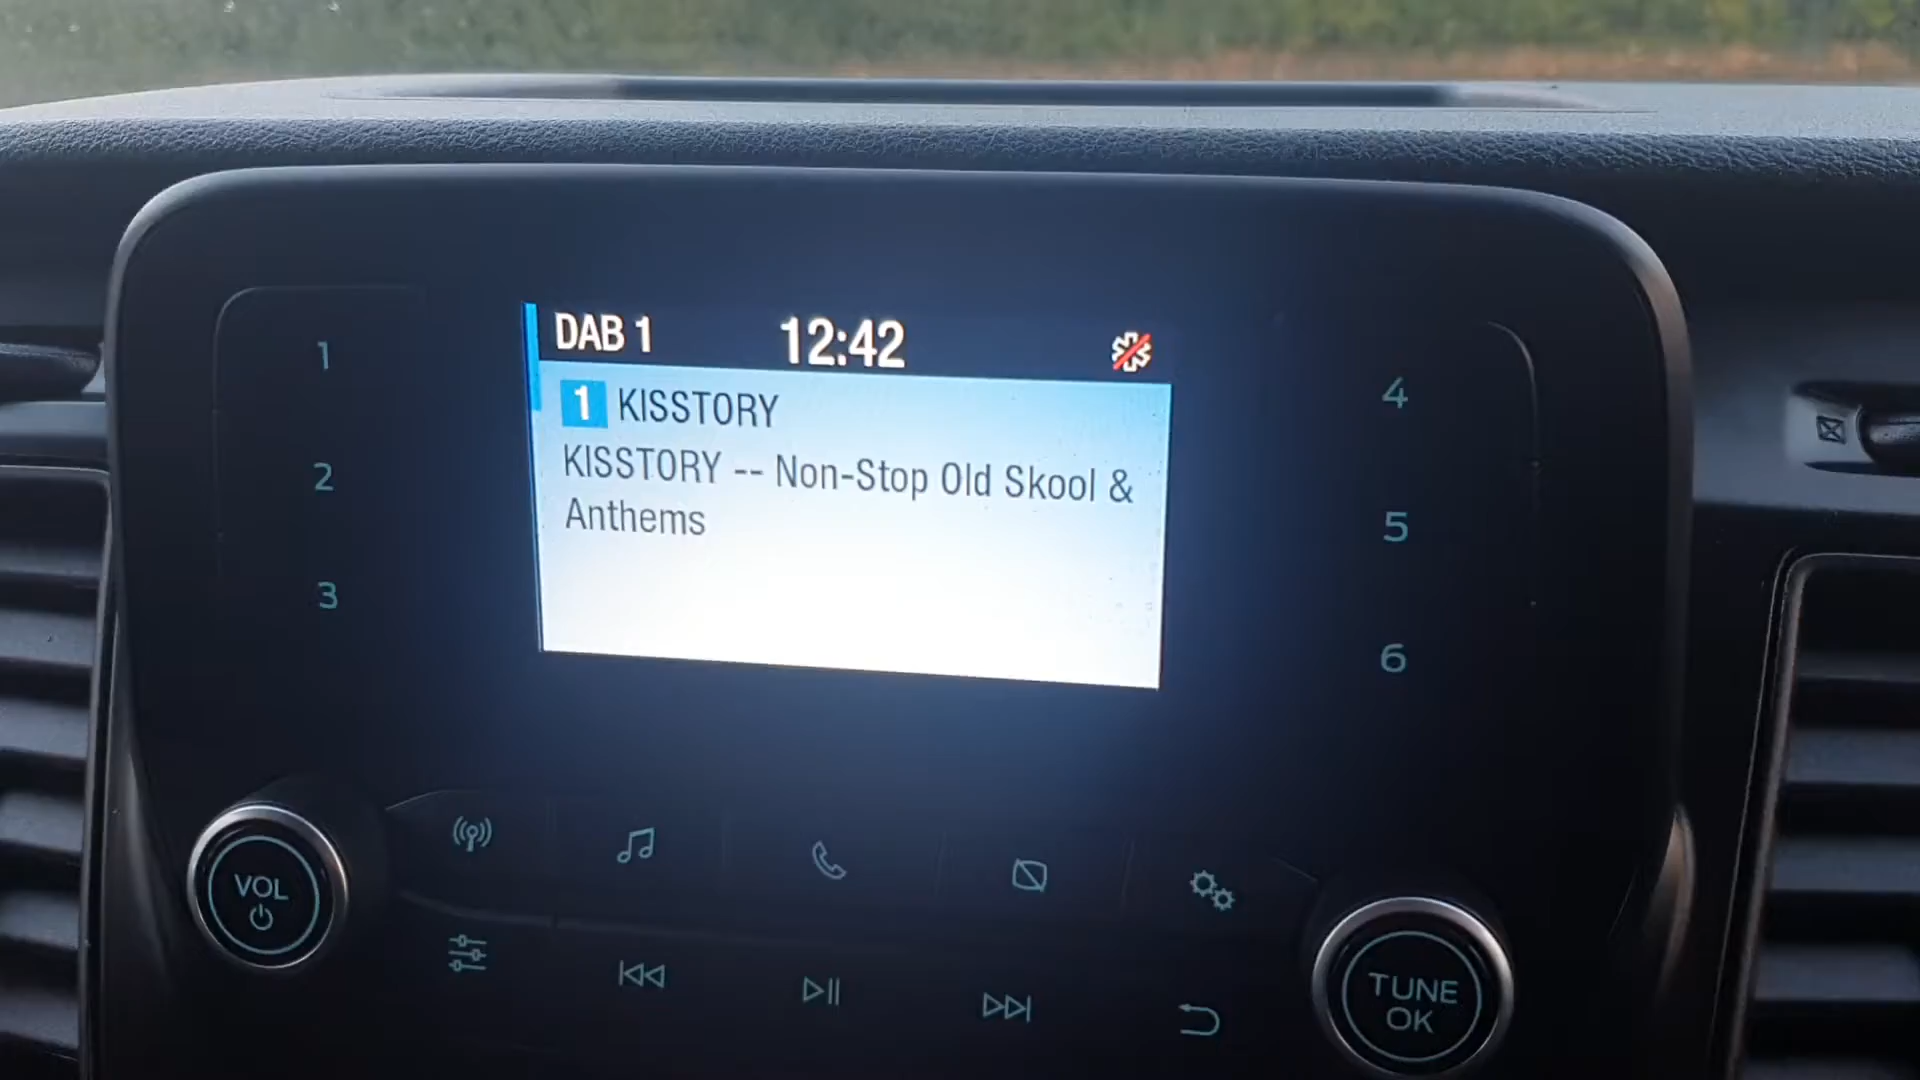 DAB 1 12:42
1 KISSTORY
KISSTORY -- Non-Stop Old Skool &
Anthems
1
2
3
4
5
6
VOL
TUNE
OK